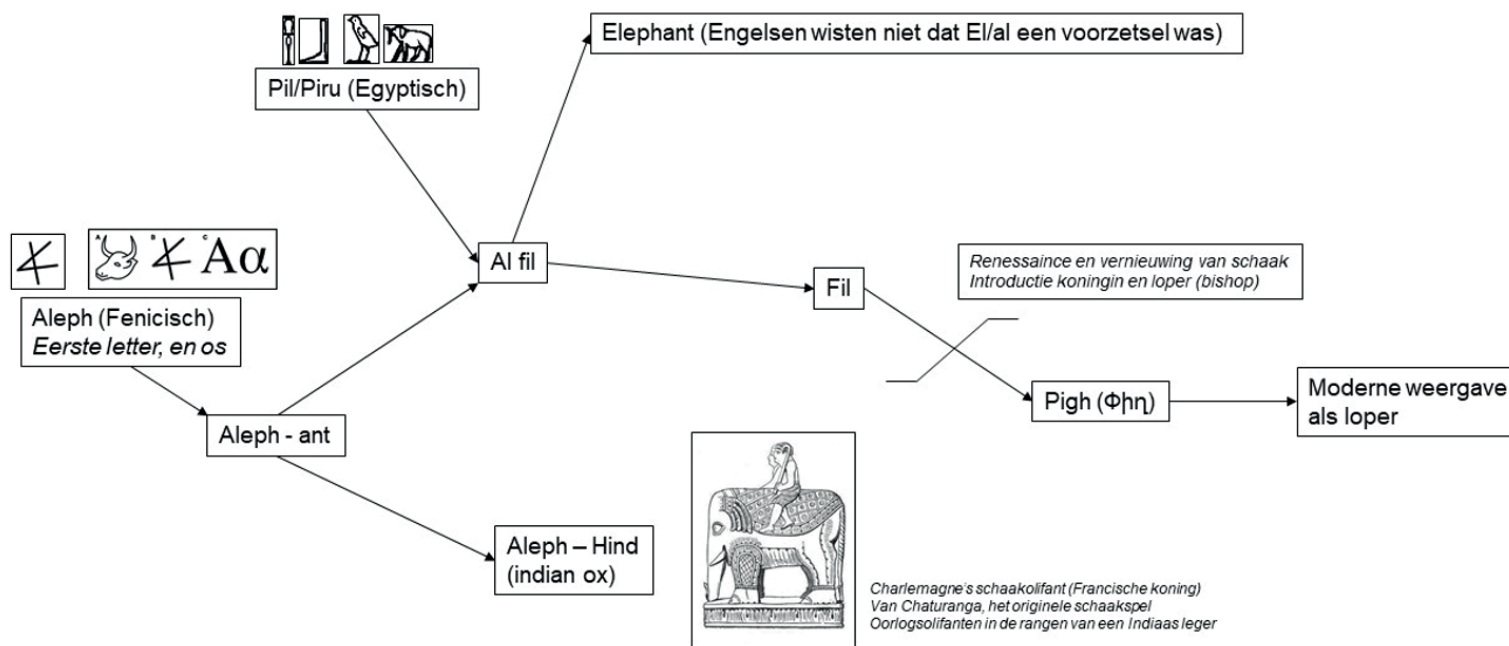 Elephant (Engelsen wisten niet dat El/al een voorzetsel was)
Pil/Piru (Egyptisch)
A B C
Aα
Al fil
Renessaince en vernieuwing van schaak
Introductie koningin en loper (bishop)
Fil
Aleph (Fenicisch)
Eerste letter, en os
Pigh (Փիղ)
Moderne weergave
als loper
Aleph - ant
Aleph – Hind
(indian ox)
Charlemagne's schaakolifant (Francische koning)
Van Chaturanga, het originele schaakspel
Oorlogsolifanten in de rangen van een Indiaas leger